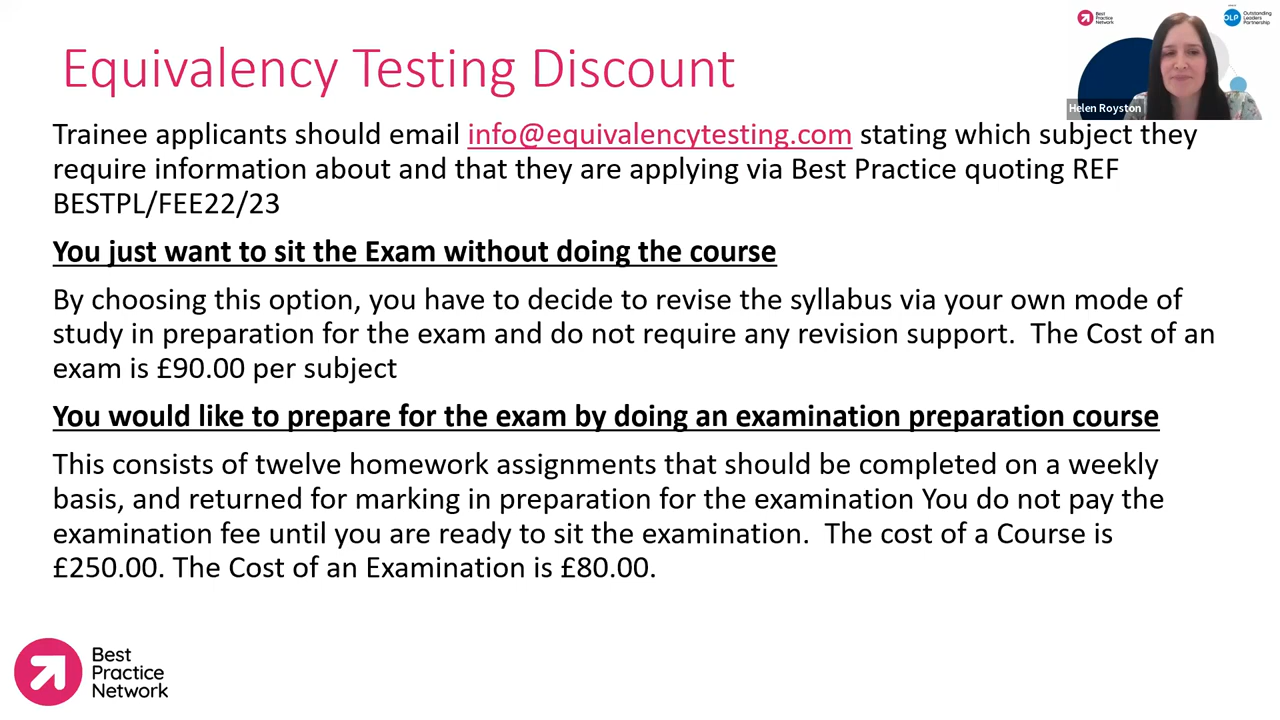 Equivalency Testing Discount
Best
Practice
Network
OLP
Outstanding
Leaders
Partnership
Helen Royston
Trainee applicants should email info@equivalencytesting.com stating which subject they
require information about and that they are applying via Best Practice quoting REF
BESTPL/FEE22/23
You just want to sit the Exam without doing the course
By choosing this option, you have to decide to revise the syllabus via your own mode of
study in preparation for the exam and do not require any revision support.  The Cost of an
exam is £90.00 per subject
You would like to prepare for the exam by doing an examination preparation course
This consists of twelve homework assignments that should be completed on a weekly
basis, and returned for marking in preparation for the examination You do not pay the
examination fee until you are ready to sit the examination.  The cost of a Course is
£250.00. The Cost of an Examination is £80.00.
Best
Practice
Network